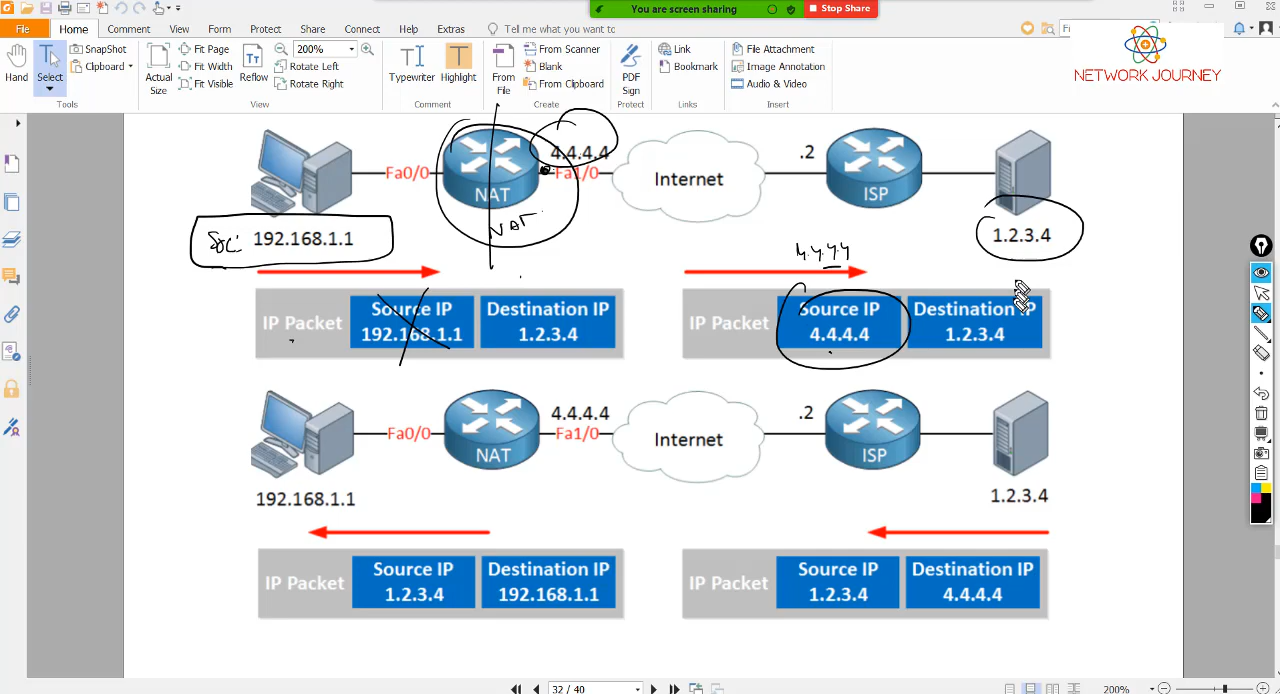 You are screen sharing
Stop Share
File Home Comment View Form Protect Share Connect Help Extras Tell me what you want to
NETWORK JOURNEY
Hand
Select
SnapShot
Clipboard
Tools
Actual Size
Fit Page
Fit Width
Fit Visible
Reflow
200%
Rotate Left
Rotate Right
View
Typewriter
Highlight
Comment
From File
From Scanner
Blank
From Clipboard
Create
PDF Sign
Protect
Link
Bookmark
Links
File Attachment
Image Annotation
Audio & Video
Insert
4.4.4.4
Fa0/0
NAT
Fa1/0
Internet
.2
ISP
NAT
192.168.1.1
1.2.3.4
4.4.4.4
IP Packet
Source IP
192.168.1.1
Destination IP
1.2.3.4
IP Packet
Source IP
4.4.4.4
Destination IP
1.2.3.4
4.4.4.4
Fa0/0
NAT
Fa1/0
Internet
.2
ISP
192.168.1.1
1.2.3.4
IP Packet
Source IP
1.2.3.4
Destination IP
192.168.1.1
IP Packet
Source IP
1.2.3.4
Destination IP
4.4.4.4
32 / 40
200%